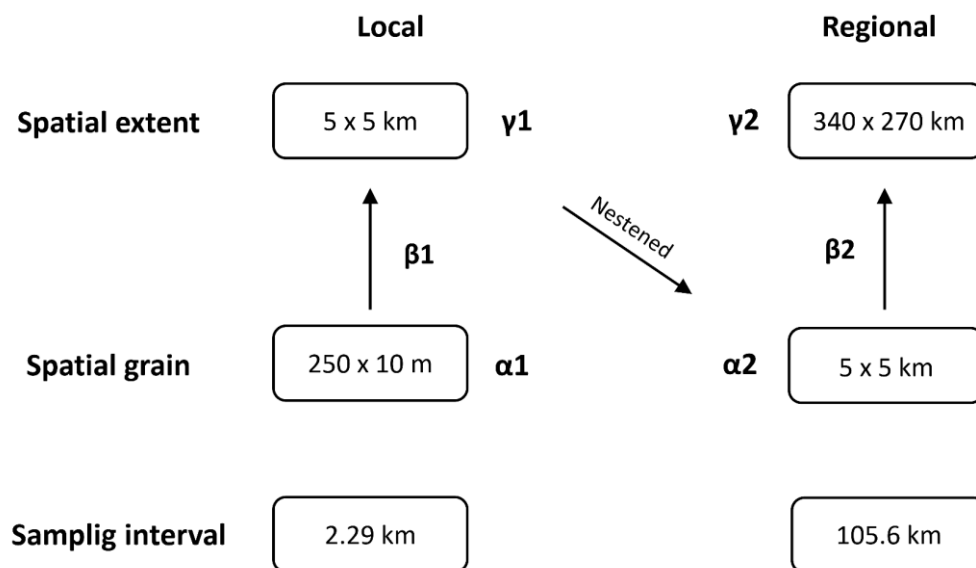 Local Regional
Spatial extent 5 x 5 km γ1 γ2 340 x 270 km
Nestened
β1 β2
Spatial grain 250 x 10 m α1 α2 5 x 5 km
Samplig interval 2.29 km 105.6 km